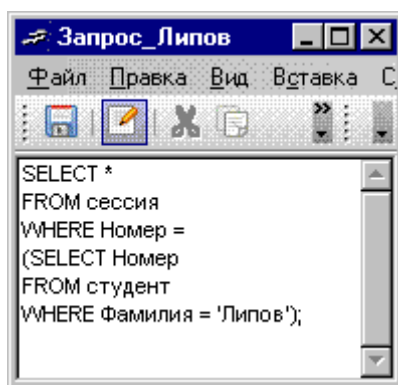 Запрос_Липов
Файл Правка Вид Вставка С
SELECT *
FROM сессия
WHERE Номер =
(SELECT Номер
FROM студент
WHERE Фамилия = 'Липов');